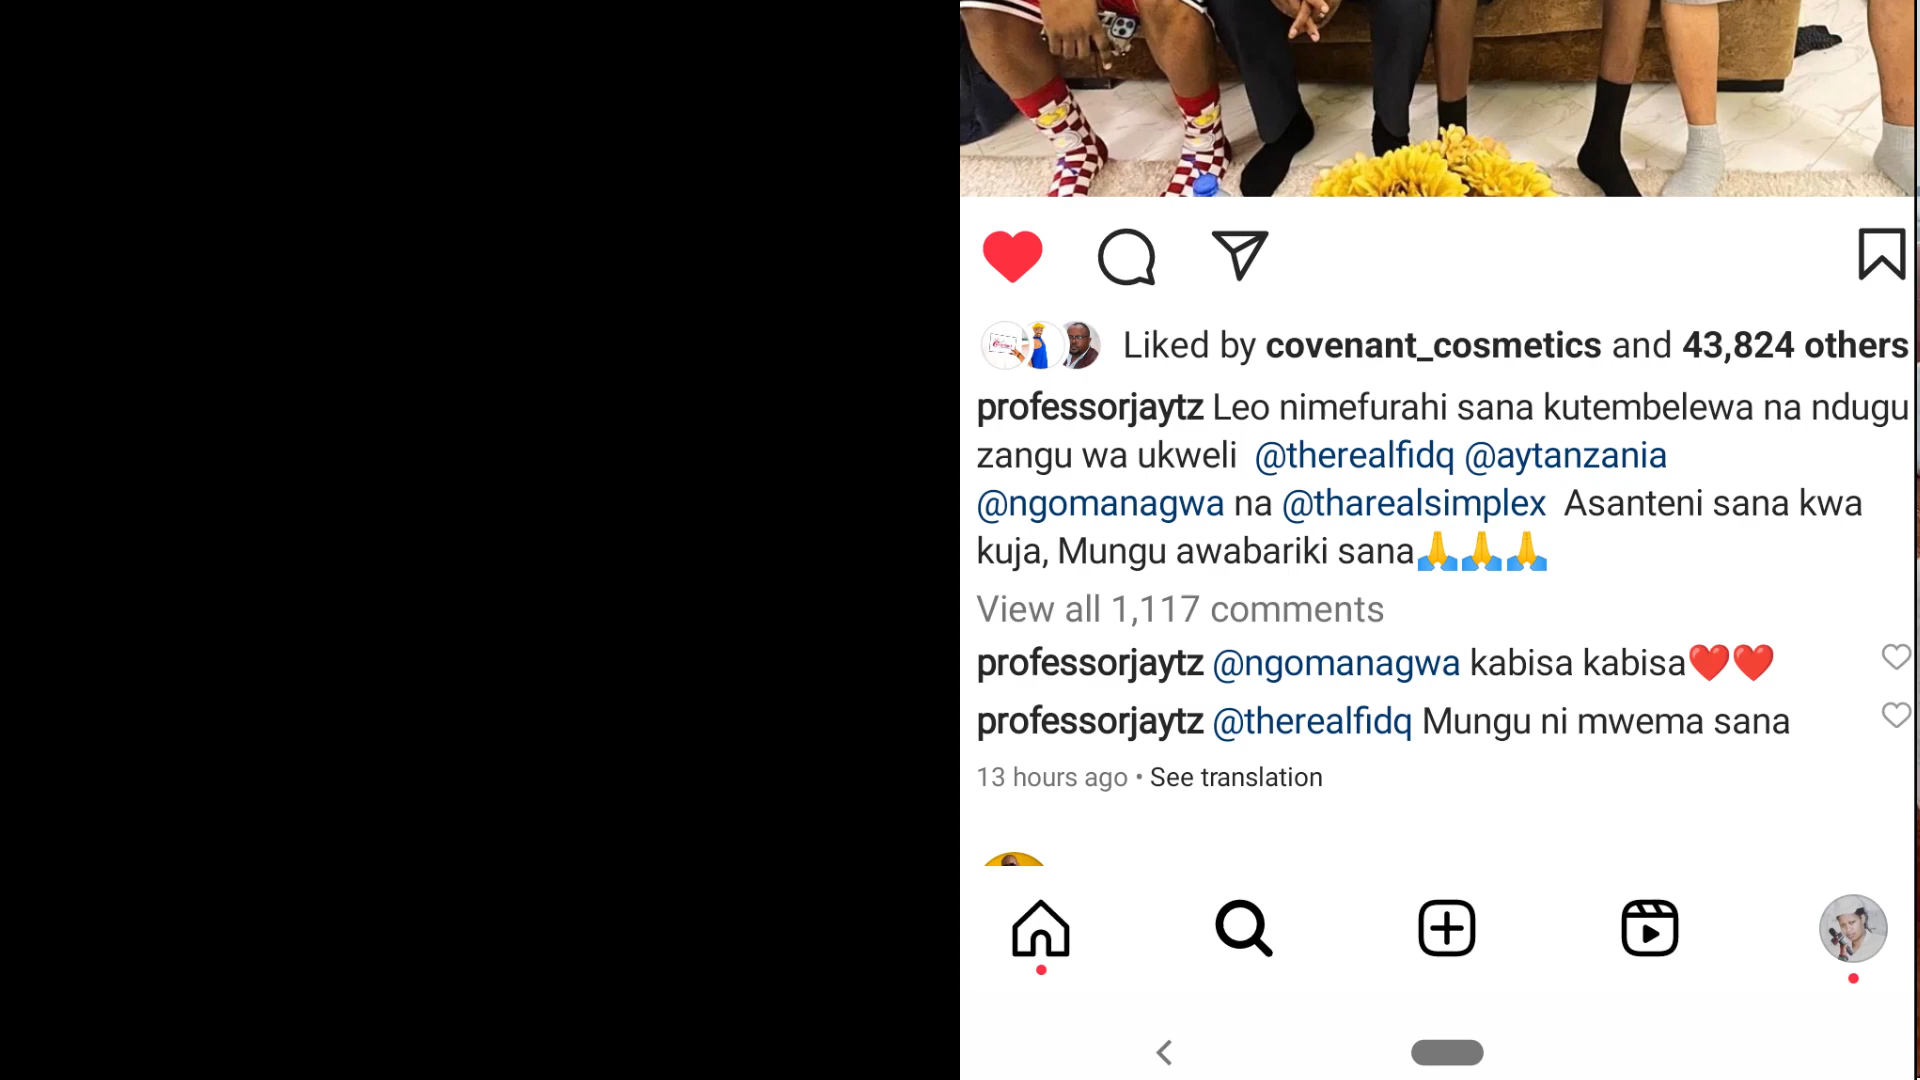 Liked by covenant_cosmetics and 43,824 others
professorjaytz Leo nimefurahi sana kutembelewa na ndugu
zangu wa ukweli @therealfidq @aytanzania
@ngomanagwa na @tharealsimplex Asanteni sana kwa
kuja, Mungu awabariki sana🙏🙏🙏
View all 1,117 comments
professorjaytz @ngomanagwa kabisa kabisa❤️❤️
professorjaytz @therealfidq Mungu ni mwema sana
13 hours ago • See translation